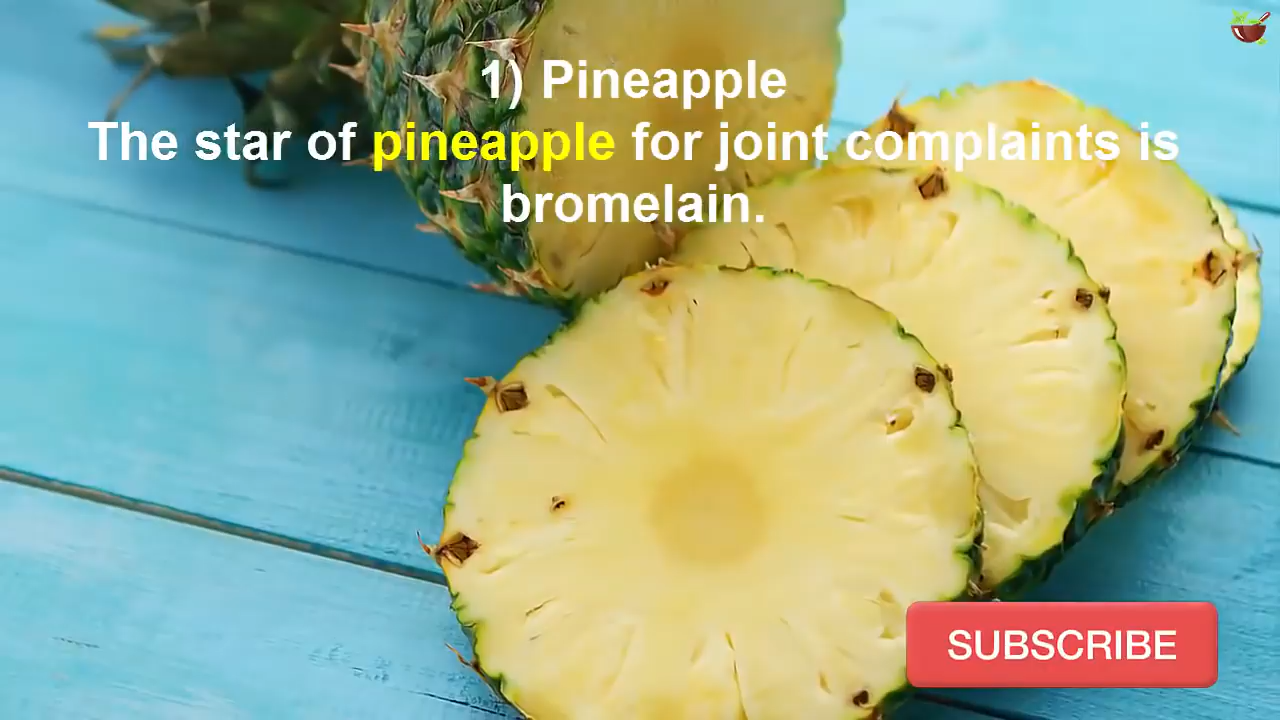 1) Pineapple
The star of pineapple for joint complaints is
bromelain.
SUBSCRIBE